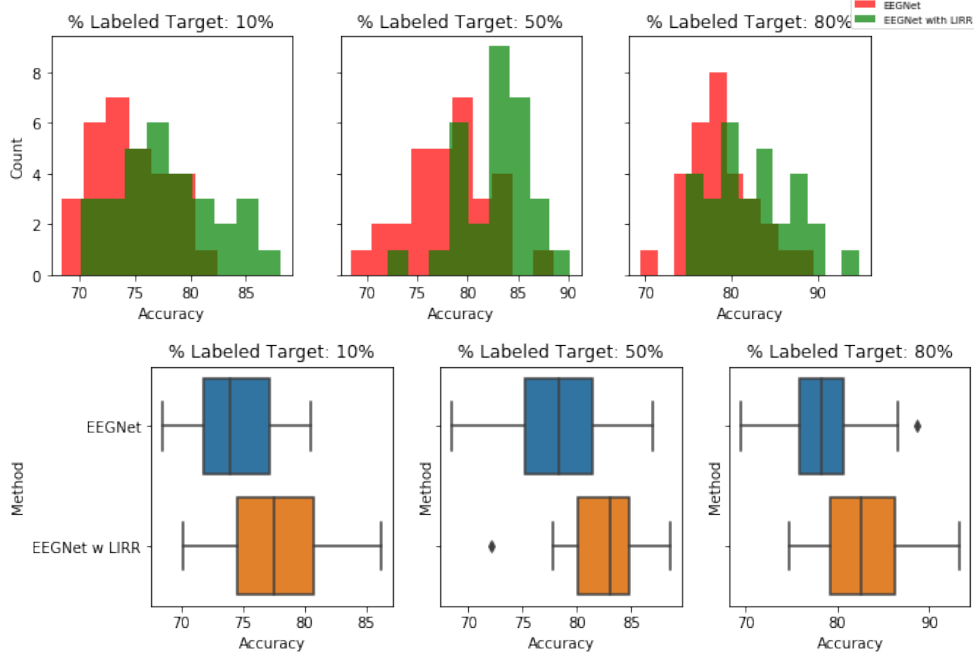 EEGNet
EEGNet with LIRR
% Labeled Target: 10%
% Labeled Target: 50%
% Labeled Target: 80%
Count
8
6
4
2
0
70 75 80 85
70 75 80 85 90
70 80 90
Accuracy Accuracy Accuracy
% Labeled Target: 10%
% Labeled Target: 50%
% Labeled Target: 80%
Method
EEGNet
EEGNet w LIRR
Method
Method
70 75 80 85
70 75 80 85
70 80 90
Accuracy Accuracy Accuracy